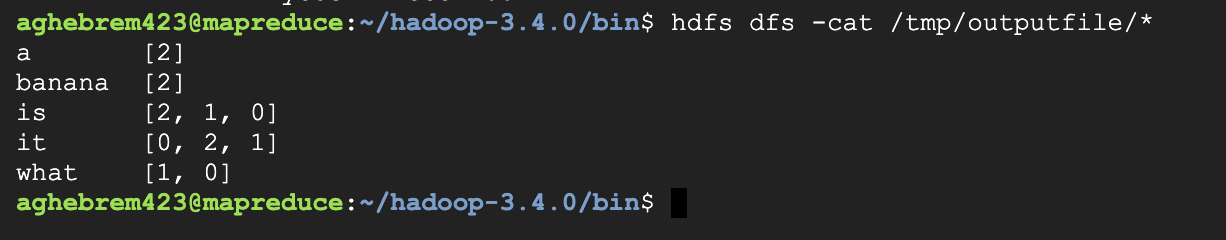 aghebrem423@mapreduce:~/hadoop-3.4.0/bin$ hdfs dfs -cat /tmp/outputfile/*
a       [2]
banana  [2]
is      [2, 1, 0]
it      [0, 2, 1]
what    [1, 0]
aghebrem423@mapreduce:~/hadoop-3.4.0/bin$